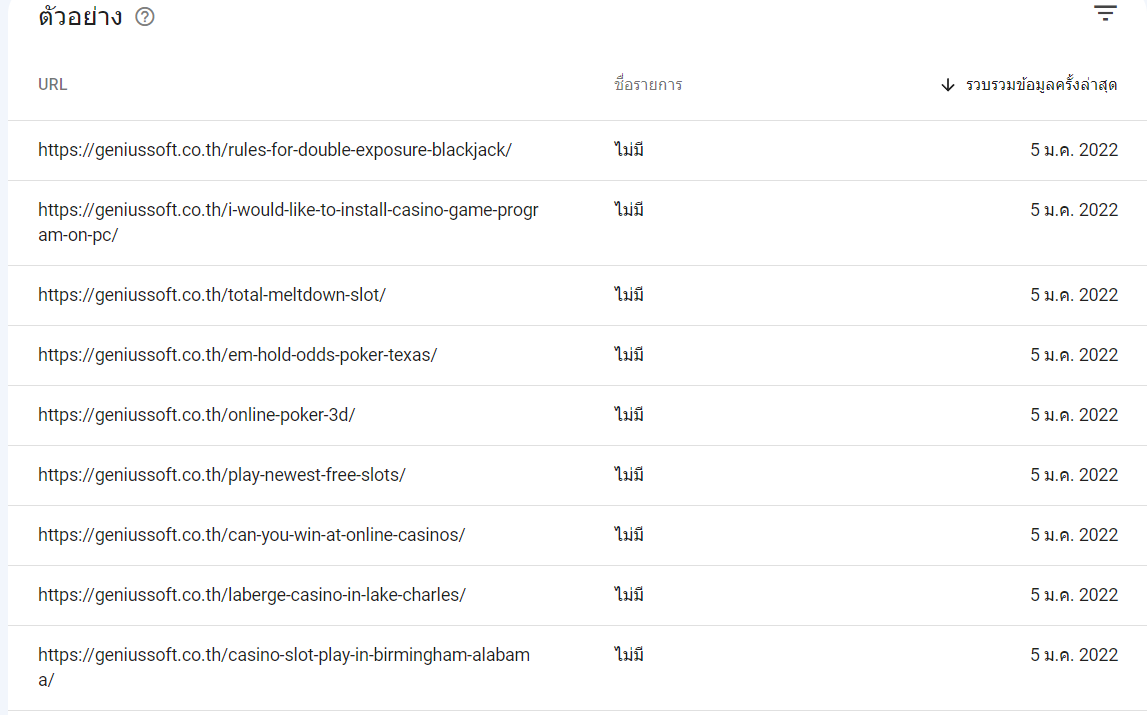 ตัวอย่าง
URL ชื่อรายการ รวบรวมข้อมูลครั้งล่าสุด
https://geniussoft.co.th/rules-for-double-exposure-blackjack/ ไม่มี 5 ม.ค. 2022
https://geniussoft.co.th/i-would-like-to-install-casino-game-progr ไม่มี 5 ม.ค. 2022
am-on-pc/
https://geniussoft.co.th/total-meltdown-slot/ ไม่มี 5 ม.ค. 2022
https://geniussoft.co.th/em-hold-odds-poker-texas/ ไม่มี 5 ม.ค. 2022
https://geniussoft.co.th/online-poker-3d/ ไม่มี 5 ม.ค. 2022
https://geniussoft.co.th/play-newest-free-slots/ ไม่มี 5 ม.ค. 2022
https://geniussoft.co.th/can-you-win-at-online-casinos/ ไม่มี 5 ม.ค. 2022
https://geniussoft.co.th/laberge-casino-in-lake-charles/ ไม่มี 5 ม.ค. 2022
https://geniussoft.co.th/casino-slot-play-in-birmingham-alabam ไม่มี 5 ม.ค. 2022
a/